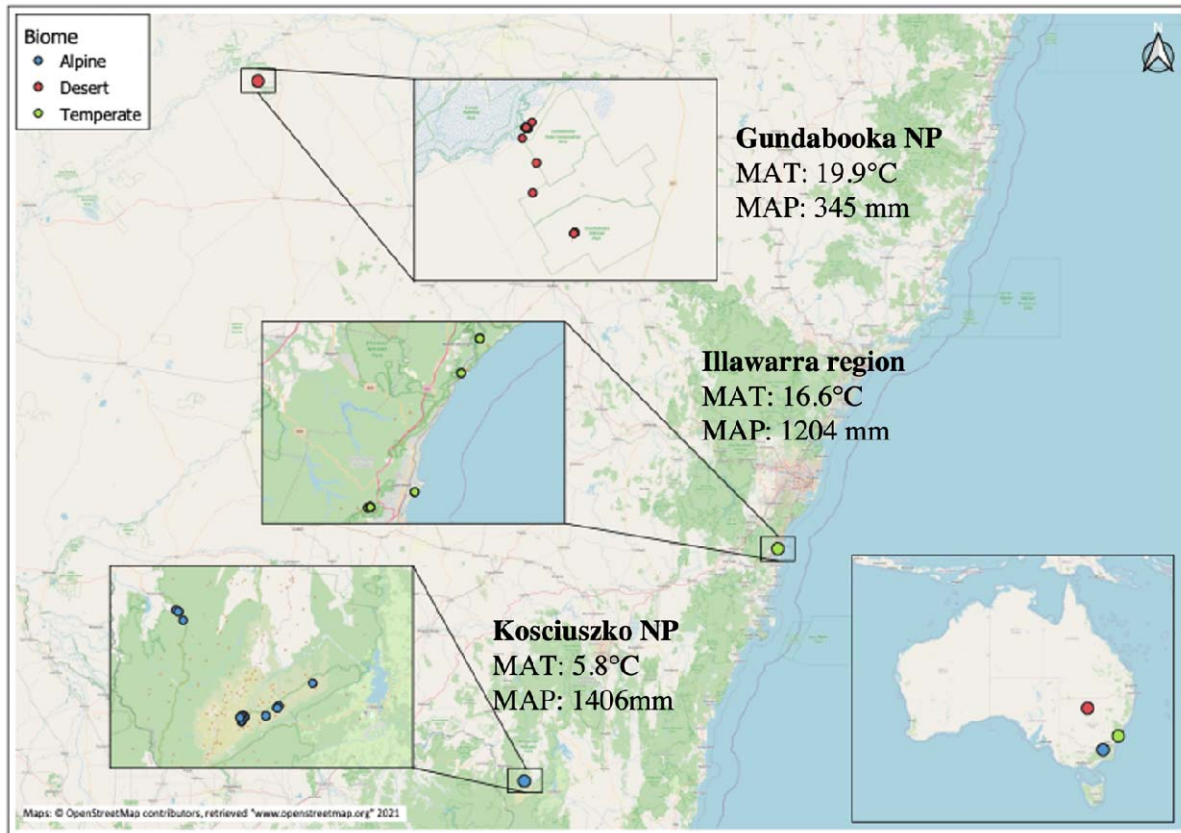 Biome
Alpine
Desert
Temperate
N
Gundabooka NP
MAT: 19.9°C
MAP: 345 mm
Illawarra region
MAT: 16.6°C
MAP: 1204 mm
Kosciuszko NP
MAT: 5.8°C
MAP: 1406mm
Maps: © OpenStreetMap contributors, retrieved "www.openstreetmap.org" 2021